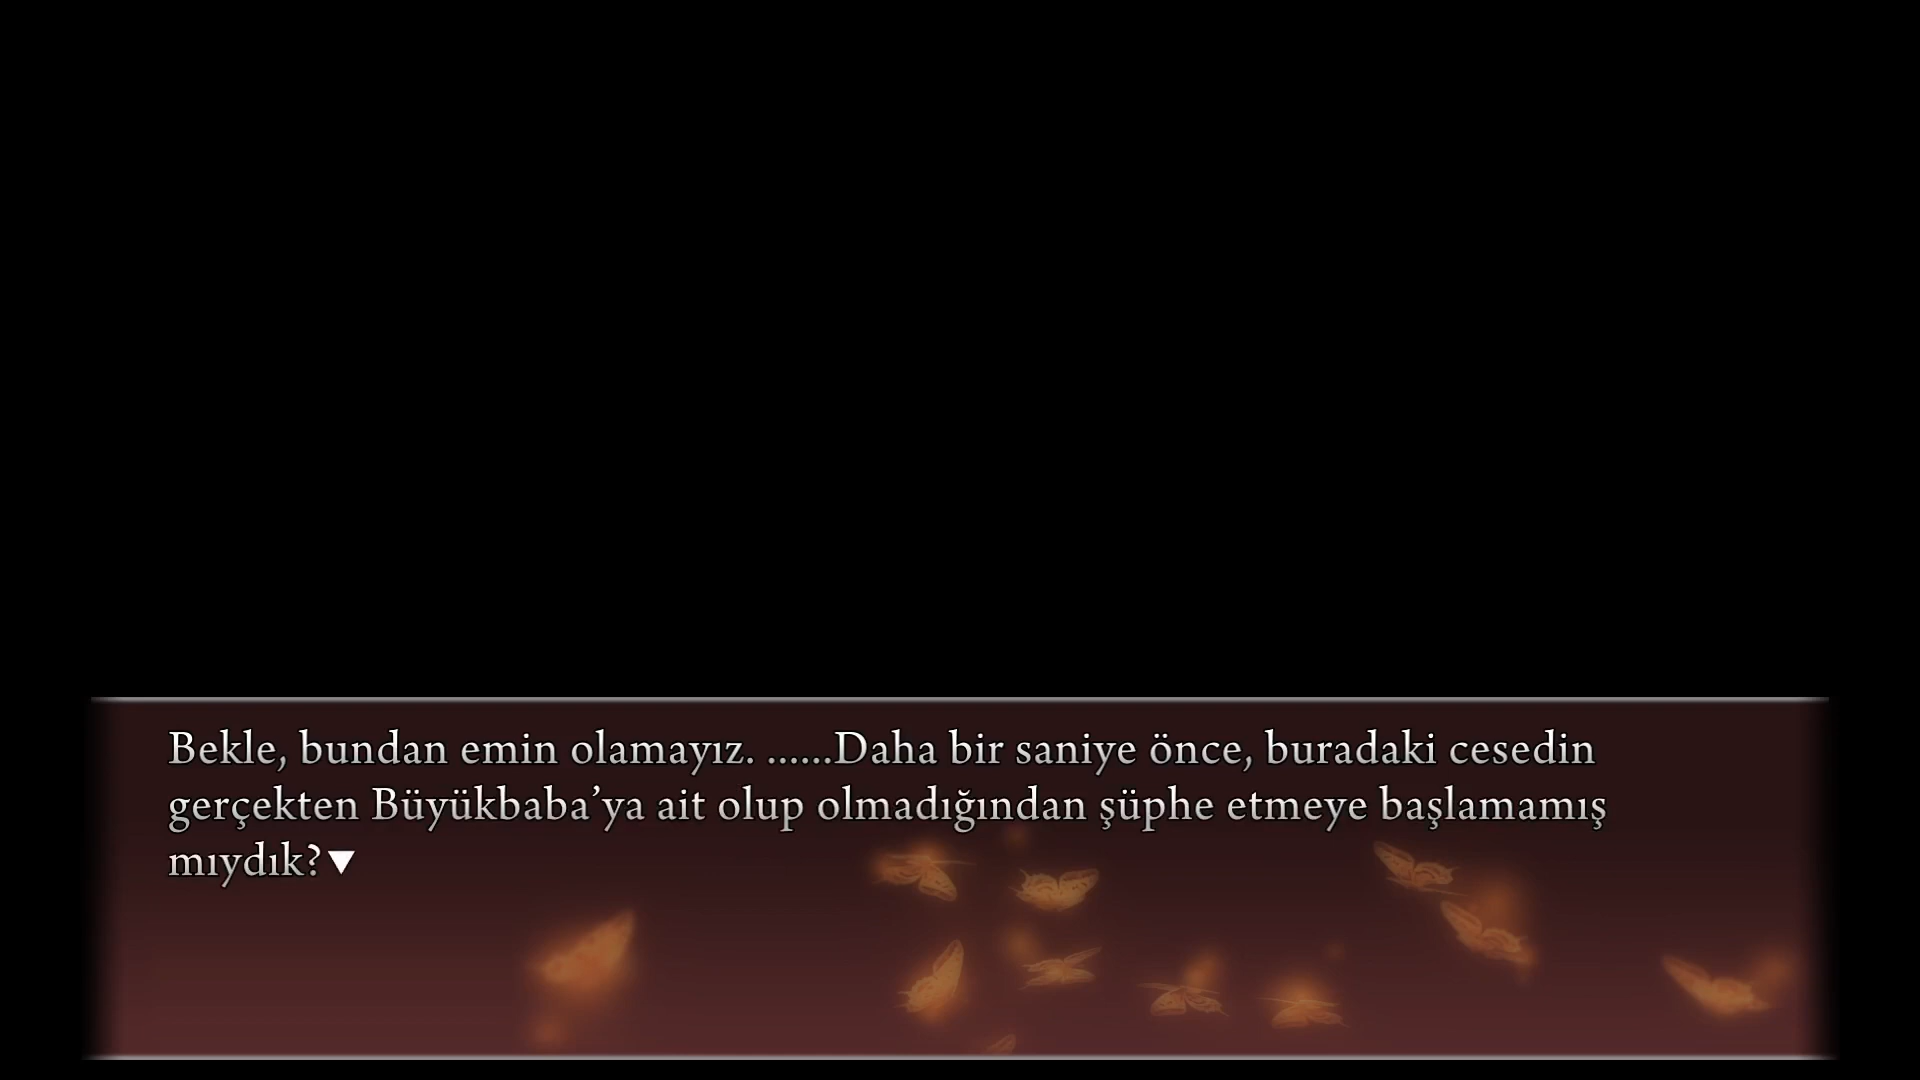 Bekle, bundan emin olamayız. ......Daha bir saniye önce, buradaki cesedin
gerçekten Büyükbaba’ya ait olup olmadığından şüphe etmeye başlamamış
mıydık?▼